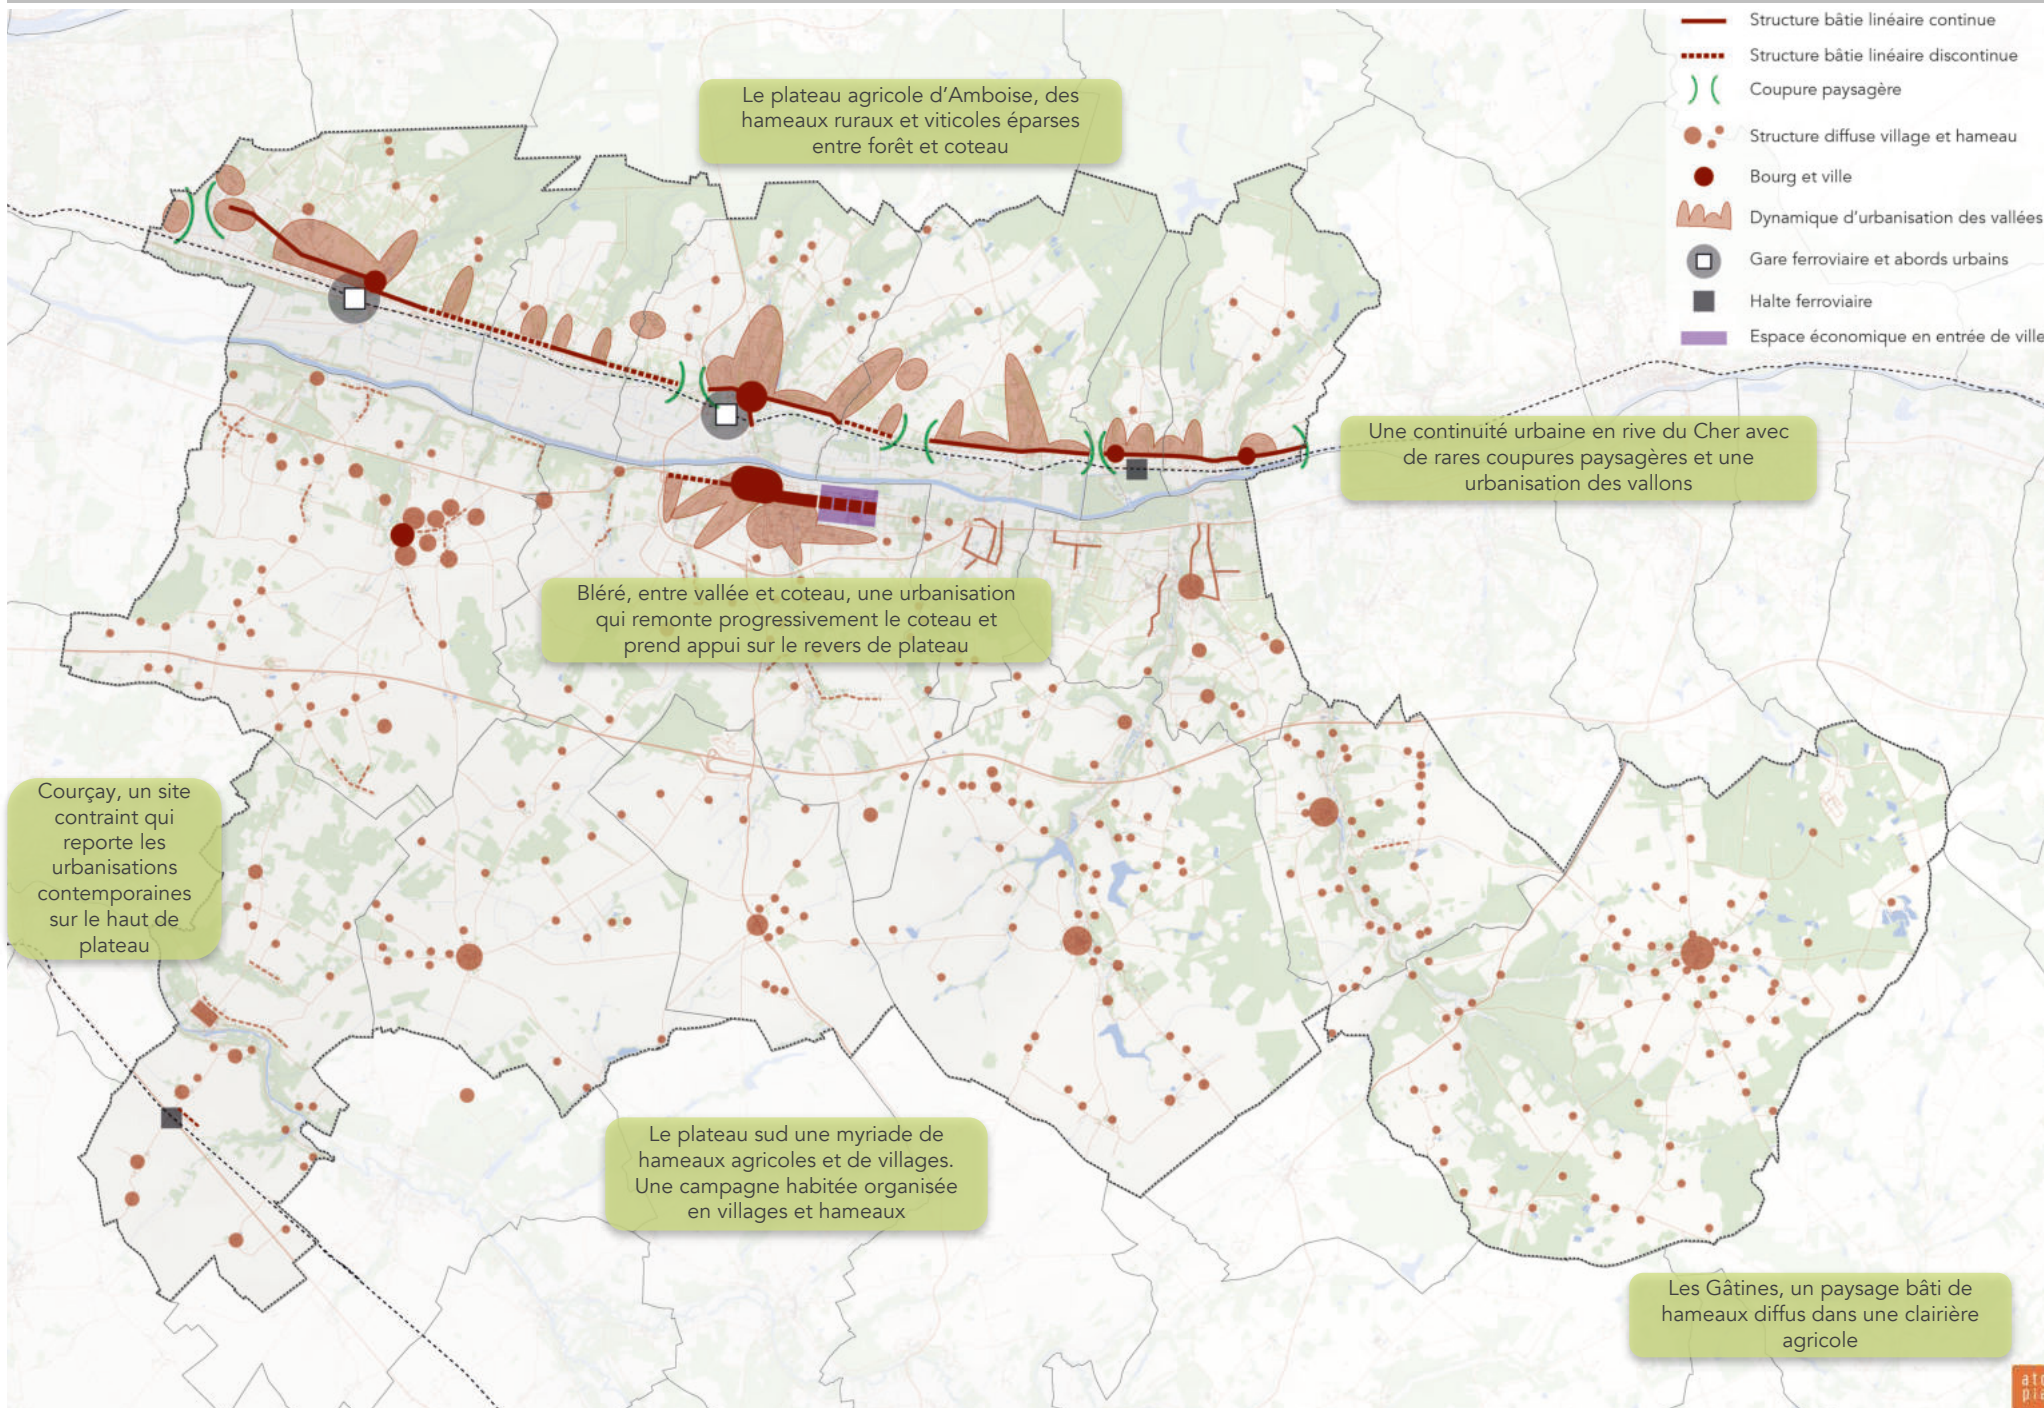 Structure bâtie linéaire continue
Structure bâtie linéaire discontinue
Coupure paysagère
Structure diffuse village et hameau
Bourg et ville
Dynamique d'urbanisation des vallées
Gare ferroviaire et abords urbains
Halte ferroviaire
Espace économique en entrée de ville
Le plateau agricole d'Amboise, des
hameaux ruraux et viticoles éparses
entre forêt et coteau
Une continuité urbaine en rive du Cher avec
de rares coupures paysagères et une
urbanisation des vallons
Bléré, entre vallée et coteau, une urbanisation
qui remonte progressivement le coteau et
prend appui sur le revers de plateau
Courçay, un site
contraint qui
reporte les
urbanisations
contemporaines
sur le haut de
plateau
Le plateau sud une myriade de
hameaux agricoles et de villages.
Une campagne habitée organisée
en villages et hameaux
Les Gâtines, un paysage bâti de
hameaux diffus dans une clairière
agricole